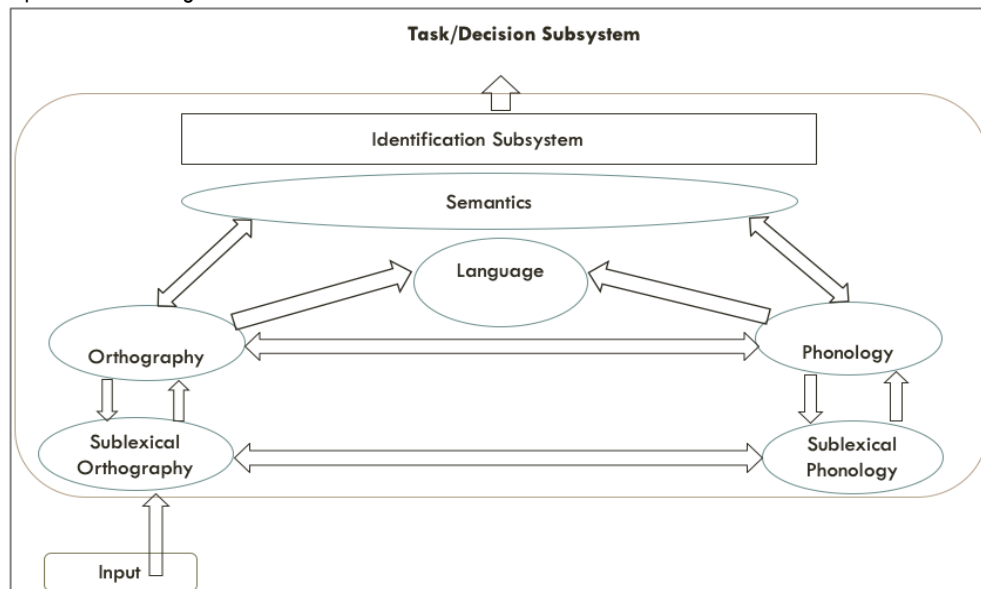 Task/Decision Subsystem
Identification Subsystem
Semantics
Language
Orthography
Phonology
Sublexical
Orthography
Sublexical
Phonology
Input